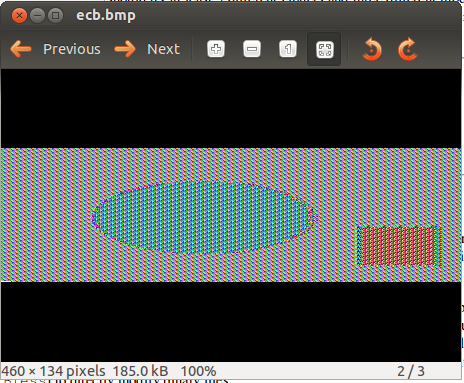 ecb.bmp
Previous Next
460 × 134 pixels 185.0 kB 100% 2 / 3